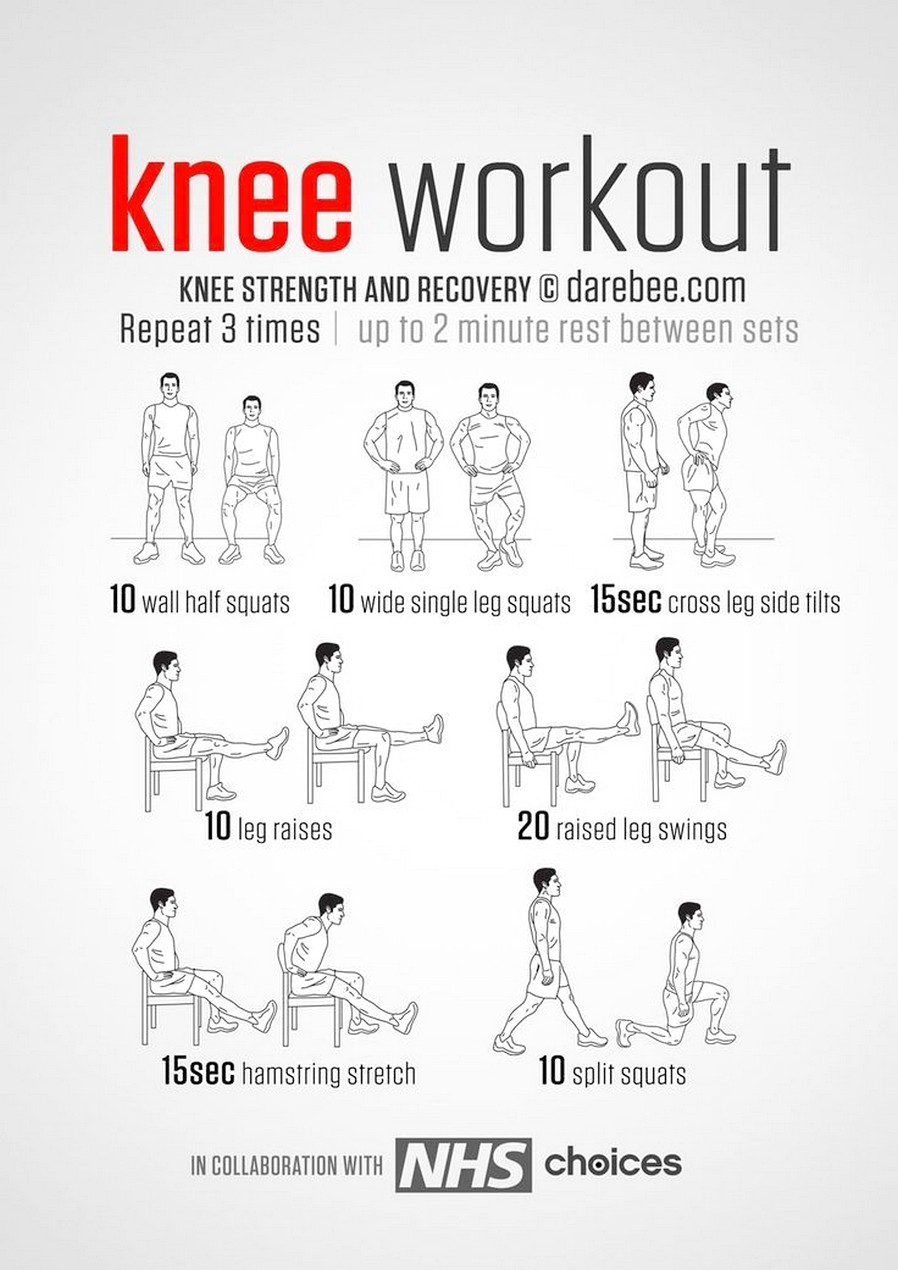 knee workout
KNEE STRENGTH AND RECOVERY © darebee.com
Repeat 3 times | up to 2 minute rest between sets
10 wall half squats
10 wide single leg squats
15sec cross leg side tilts
10 leg raises
20 raised leg swings
15sec hamstring stretch
10 split squats
IN COLLABORATION WITH NHS choices